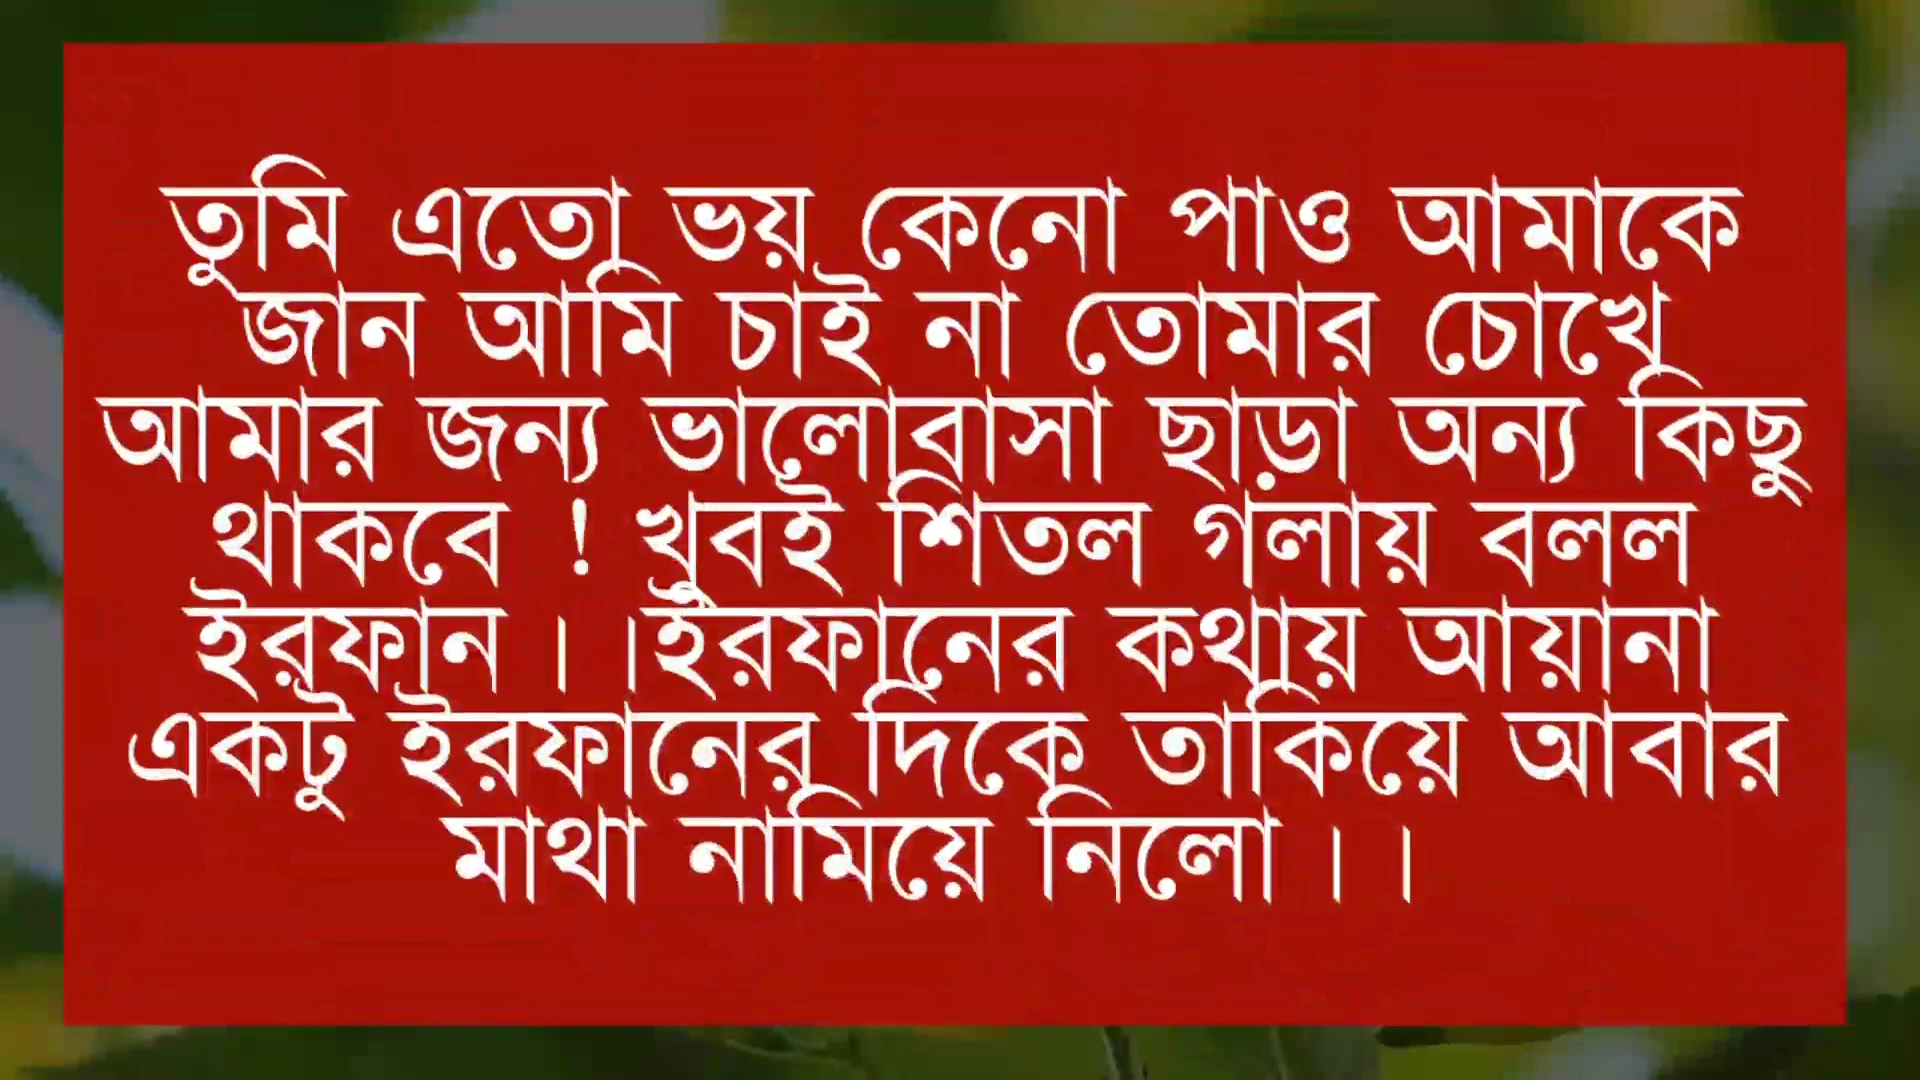 তুমি এতো ভয় কেনো পাও আমাকে
জান আমি চাই না তোমার চোখে
আমার জন্য ভালোবাসা ছাড়া অন্য কিছু
থাকবে ! খুবই শিতল গলায় বলল
ইরফান । ।ইরফানের কথায় আয়ানা
একটু ইরফানের দিকে তাকিয়ে আবার
মাথা নামিয়ে নিলো । ।